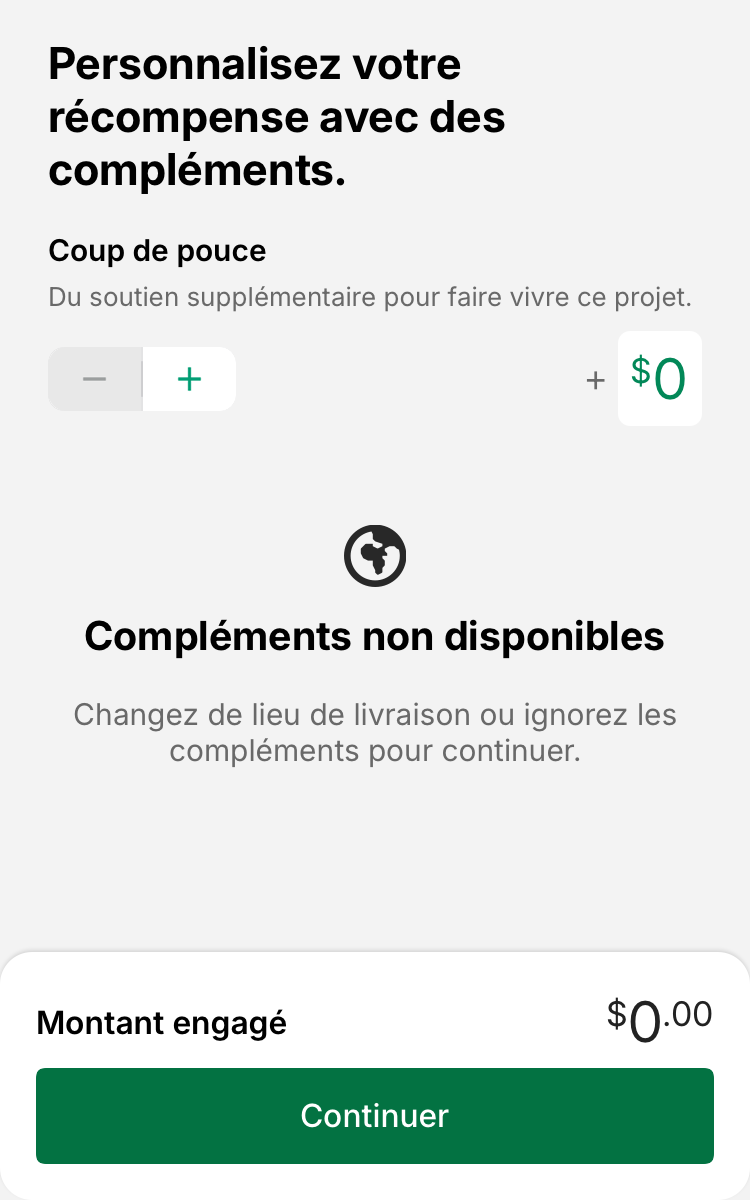 Personnalisez votre
récompense avec des
compléments.
Coup de pouce
Du soutien supplémentaire pour faire vivre ce projet.
− + + $0
Compléments non disponibles
Changez de lieu de livraison ou ignorez les
compléments pour continuer.
Montant engagé $0.00
Continuer